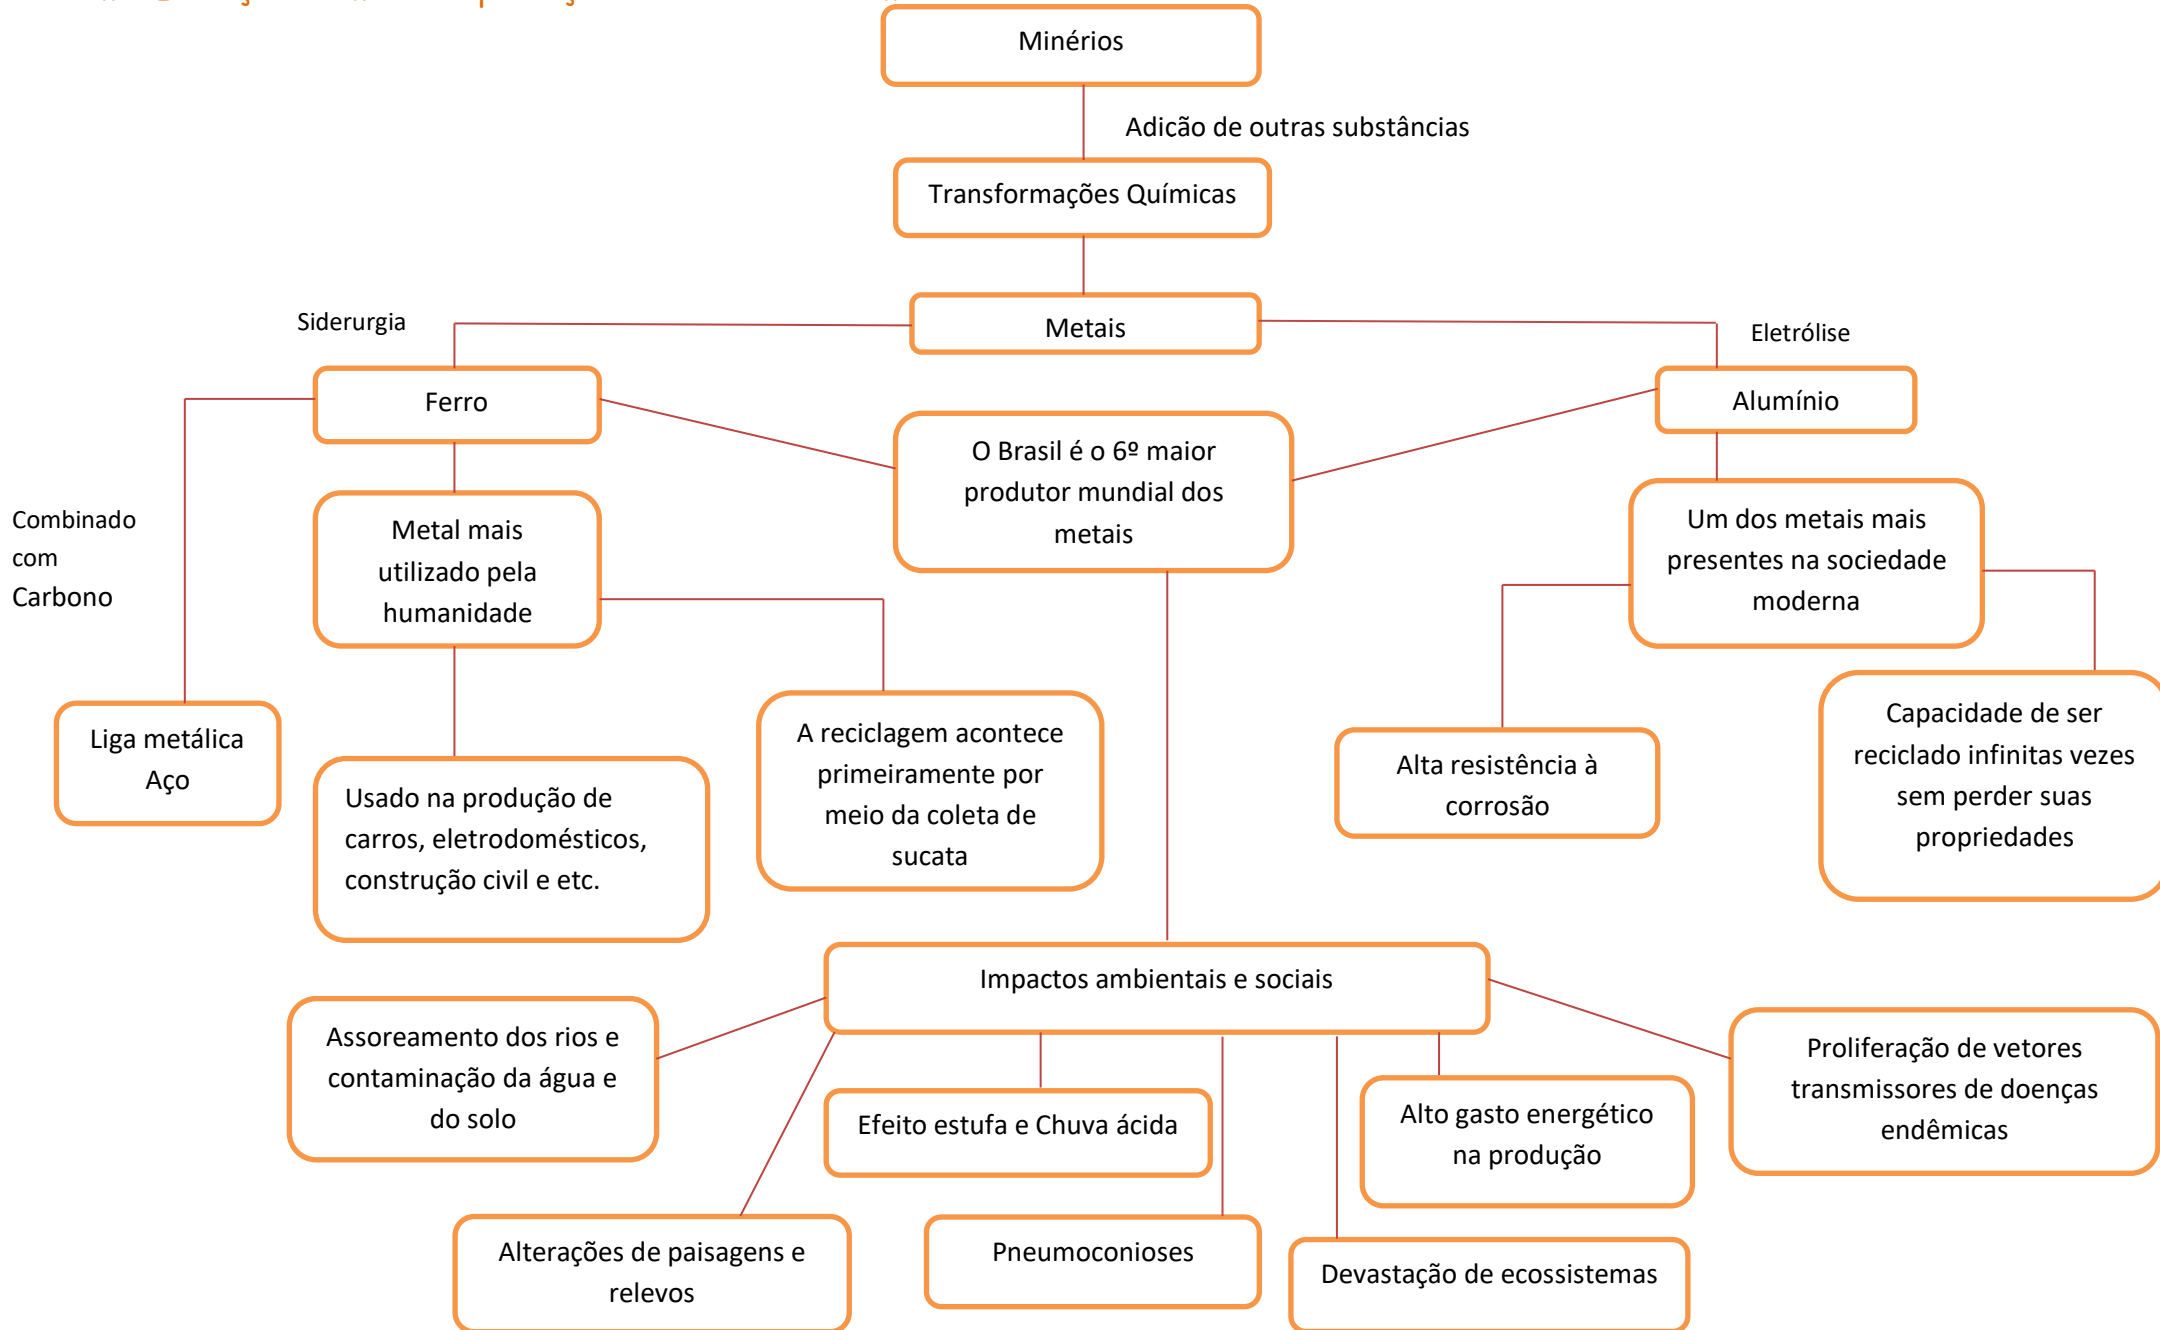 Minérios
Adicão de outras substâncias
Transformações Químicas
Siderurgia
Metais
Eletrólise
Ferro
Alumínio
O Brasil é o 6º maior
produtor mundial dos
metais
Combinado
com
Carbono
Metal mais
utilizado pela
humanidade
Um dos metais mais
presentes na sociedade
moderna
Liga metálica
Aço
Usado na produção de
carros, eletrodomésticos,
construção civil e etc.
A reciclagem acontece
primeiramente por
meio da coleta de
sucata
Alta resistência à
corrosão
Capacidade de ser
reciclado infinitas vezes
sem perder suas
propriedades
Impactos ambientais e sociais
Assoreamento dos rios e
contaminação da água e
do solo
Efeito estufa e Chuva ácida
Alto gasto energético
na produção
Proliferação de vetores
transmissores de doenças
endêmicas
Alterações de paisagens e
relevos
Pneumoconioses
Devastação de ecossistemas